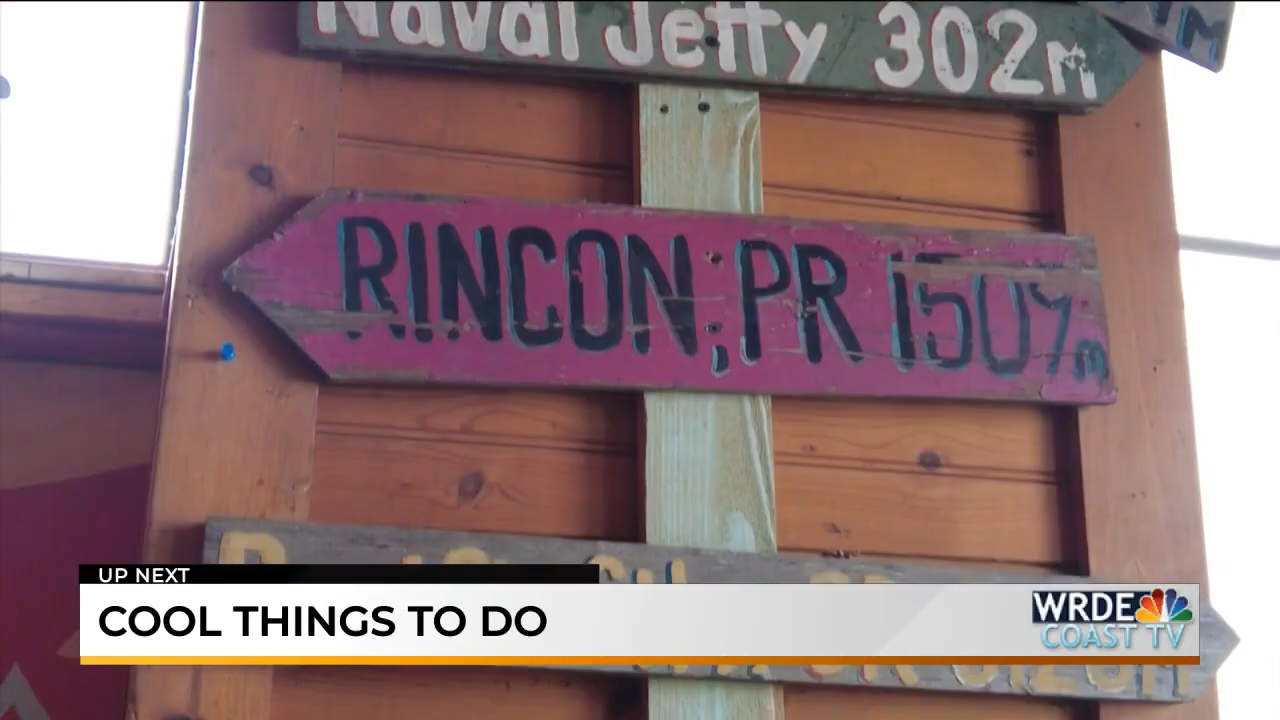 Naval Jetty 302m
RINCON, PR 1509m
UP NEXT
COOL THINGS TO DO
WRDE
COAST TV